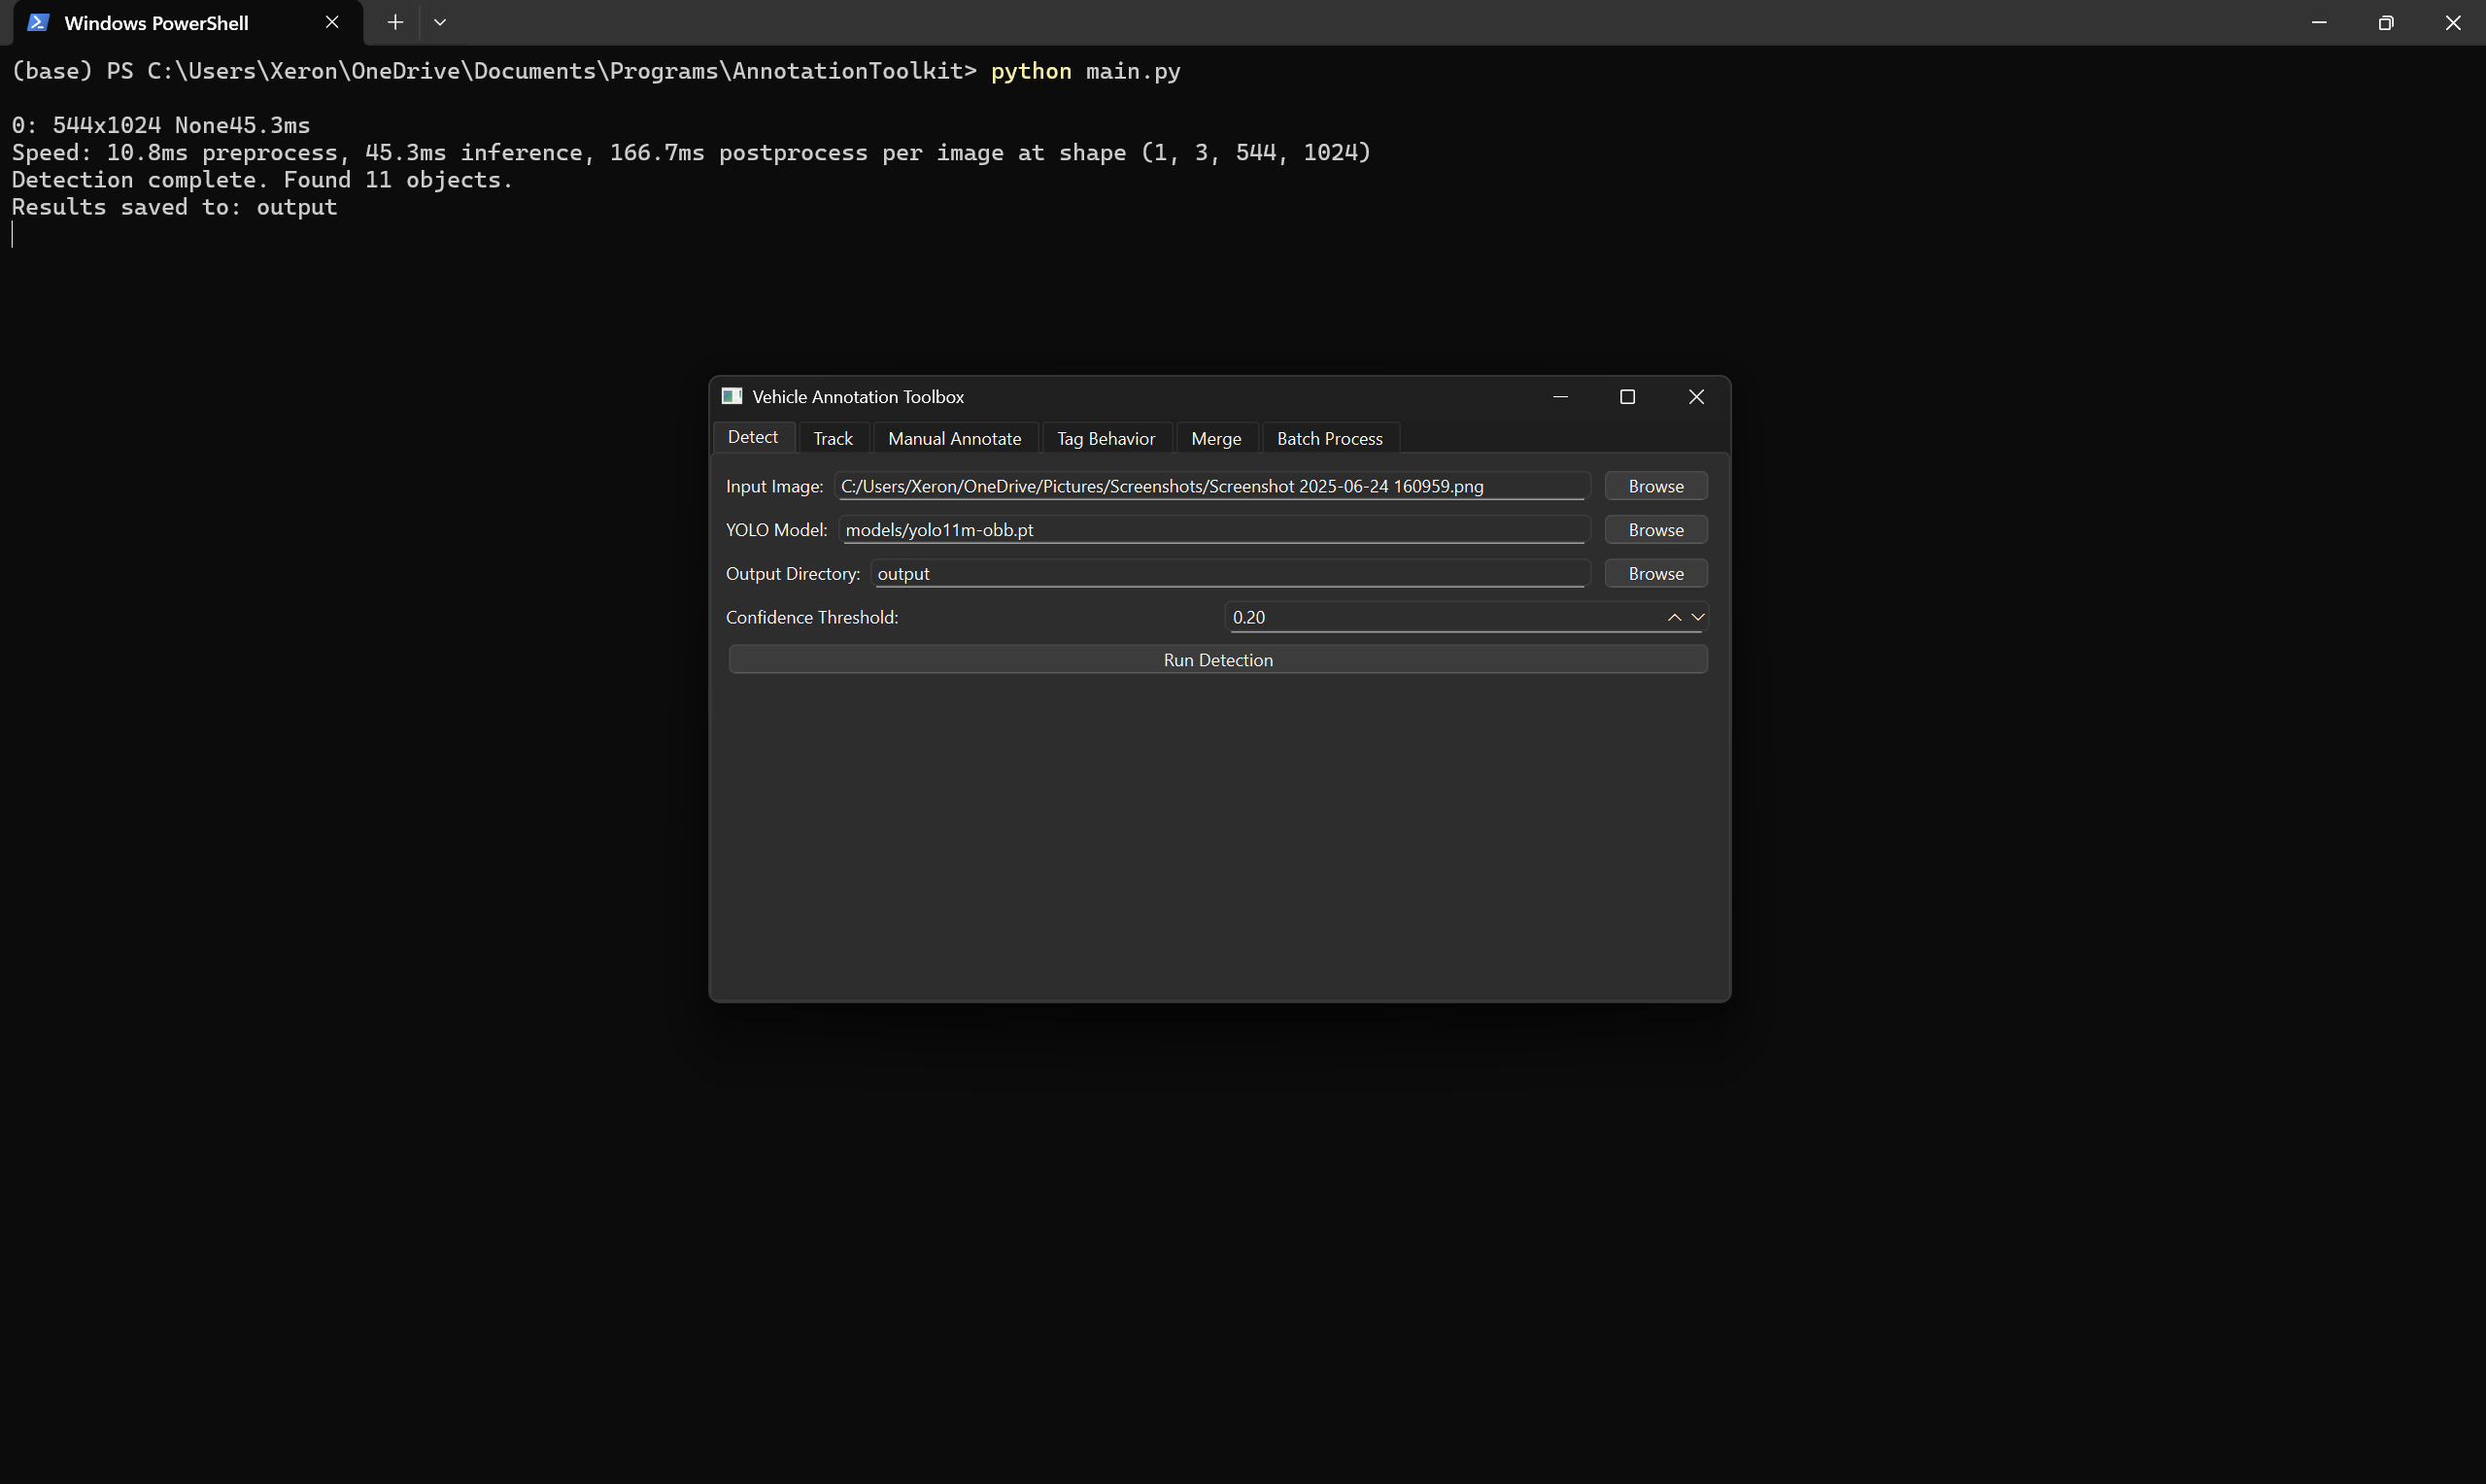 Windows PowerShell
(base) PS C:\Users\Xeron\OneDrive\Documents\Programs\AnnotationToolkit> python main.py
0: 544x1024 None45.3ms
Speed: 10.8ms preprocess, 45.3ms inference, 166.7ms postprocess per image at shape (1, 3, 544, 1024)
Detection complete. Found 11 objects.
Results saved to: output
Vehicle Annotation Toolbox
Detect Track Manual Annotate Tag Behavior Merge Batch Process
Input Image: C:/Users/Xeron/OneDrive/Pictures/Screenshots/Screenshot 2025-06-24 160959.png Browse
YOLO Model: models/yolo11m-obb.pt Browse
Output Directory: output Browse
Confidence Threshold: 0.20
Run Detection